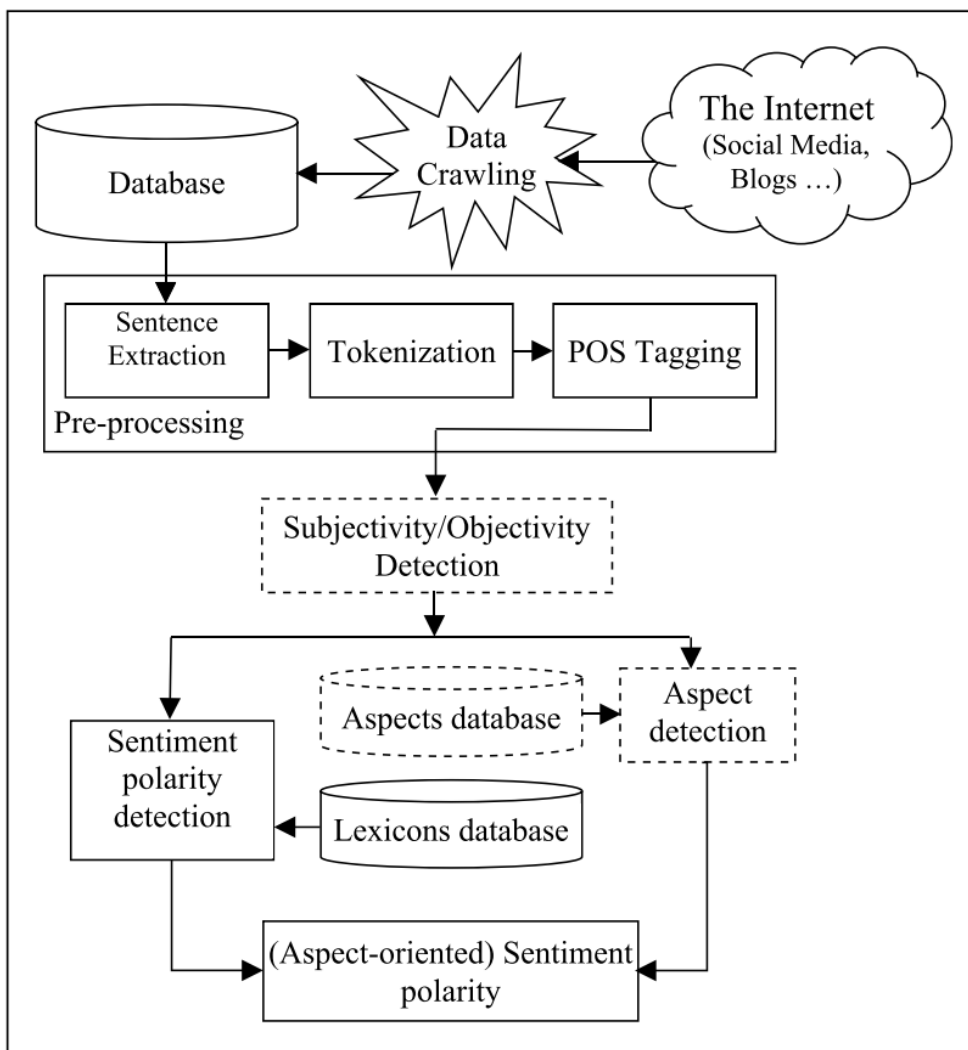 The Internet
(Social Media,
Blogs ...)
Data
Crawling
Database
Sentence
Extraction
Tokenization
POS Tagging
Pre-processing
Subjectivity/Objectivity
Detection
Aspects database
Aspect
detection
Sentiment
polarity
detection
Lexicons database
(Aspect-oriented) Sentiment
polarity